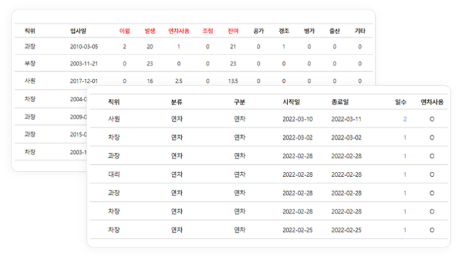 직위 입사일 이월 발생 연차사용 조정 잔여 공가 경조 병가 출산 기타
과장 2010-03-05 2 20 1 0 21 0 1 0 0 0
부장 2003-11-21 0 23 0 0 23 0 0 0 0 0
사원 2017-12-01 0 16 2.5 0 13.5 0 0 0 0 0
차장 2004-0
과장 2009-0
과장 2015-0
차장 2003-1
직위 분류 구분 시작일 종료일 일수 연차사용
사원 연차 연차 2022-03-10 2022-03-11 2 O
차장 연차 연차 2022-03-02 2022-03-02 1 O
과장 연차 연차 2022-02-28 2022-02-28 1 O
대리 연차 연차 2022-02-28 2022-02-28 1 O
과장 연차 연차 2022-02-28 2022-02-28 1 O
차장 연차 연차 2022-02-28 2022-02-28 1 O
차장 연차 연차 2022-02-25 2022-02-25 1 O